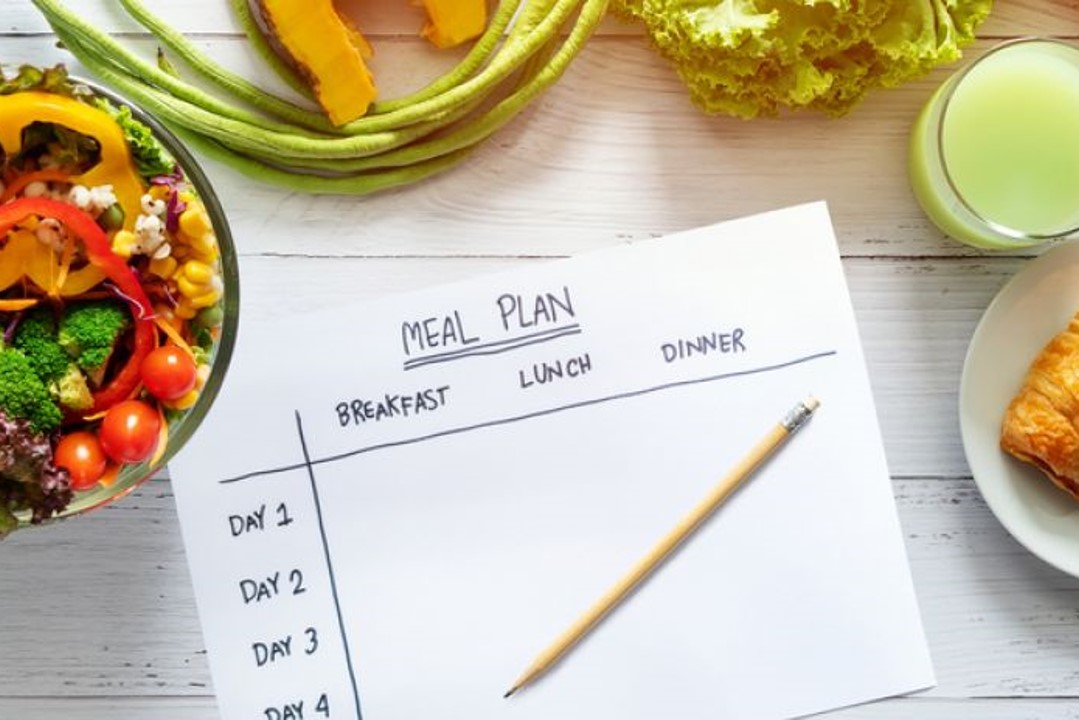 MEAL PLAN
BREAKFAST LUNCH DINNER
DAY 1
DAY 2
DAY 3
DAY 4